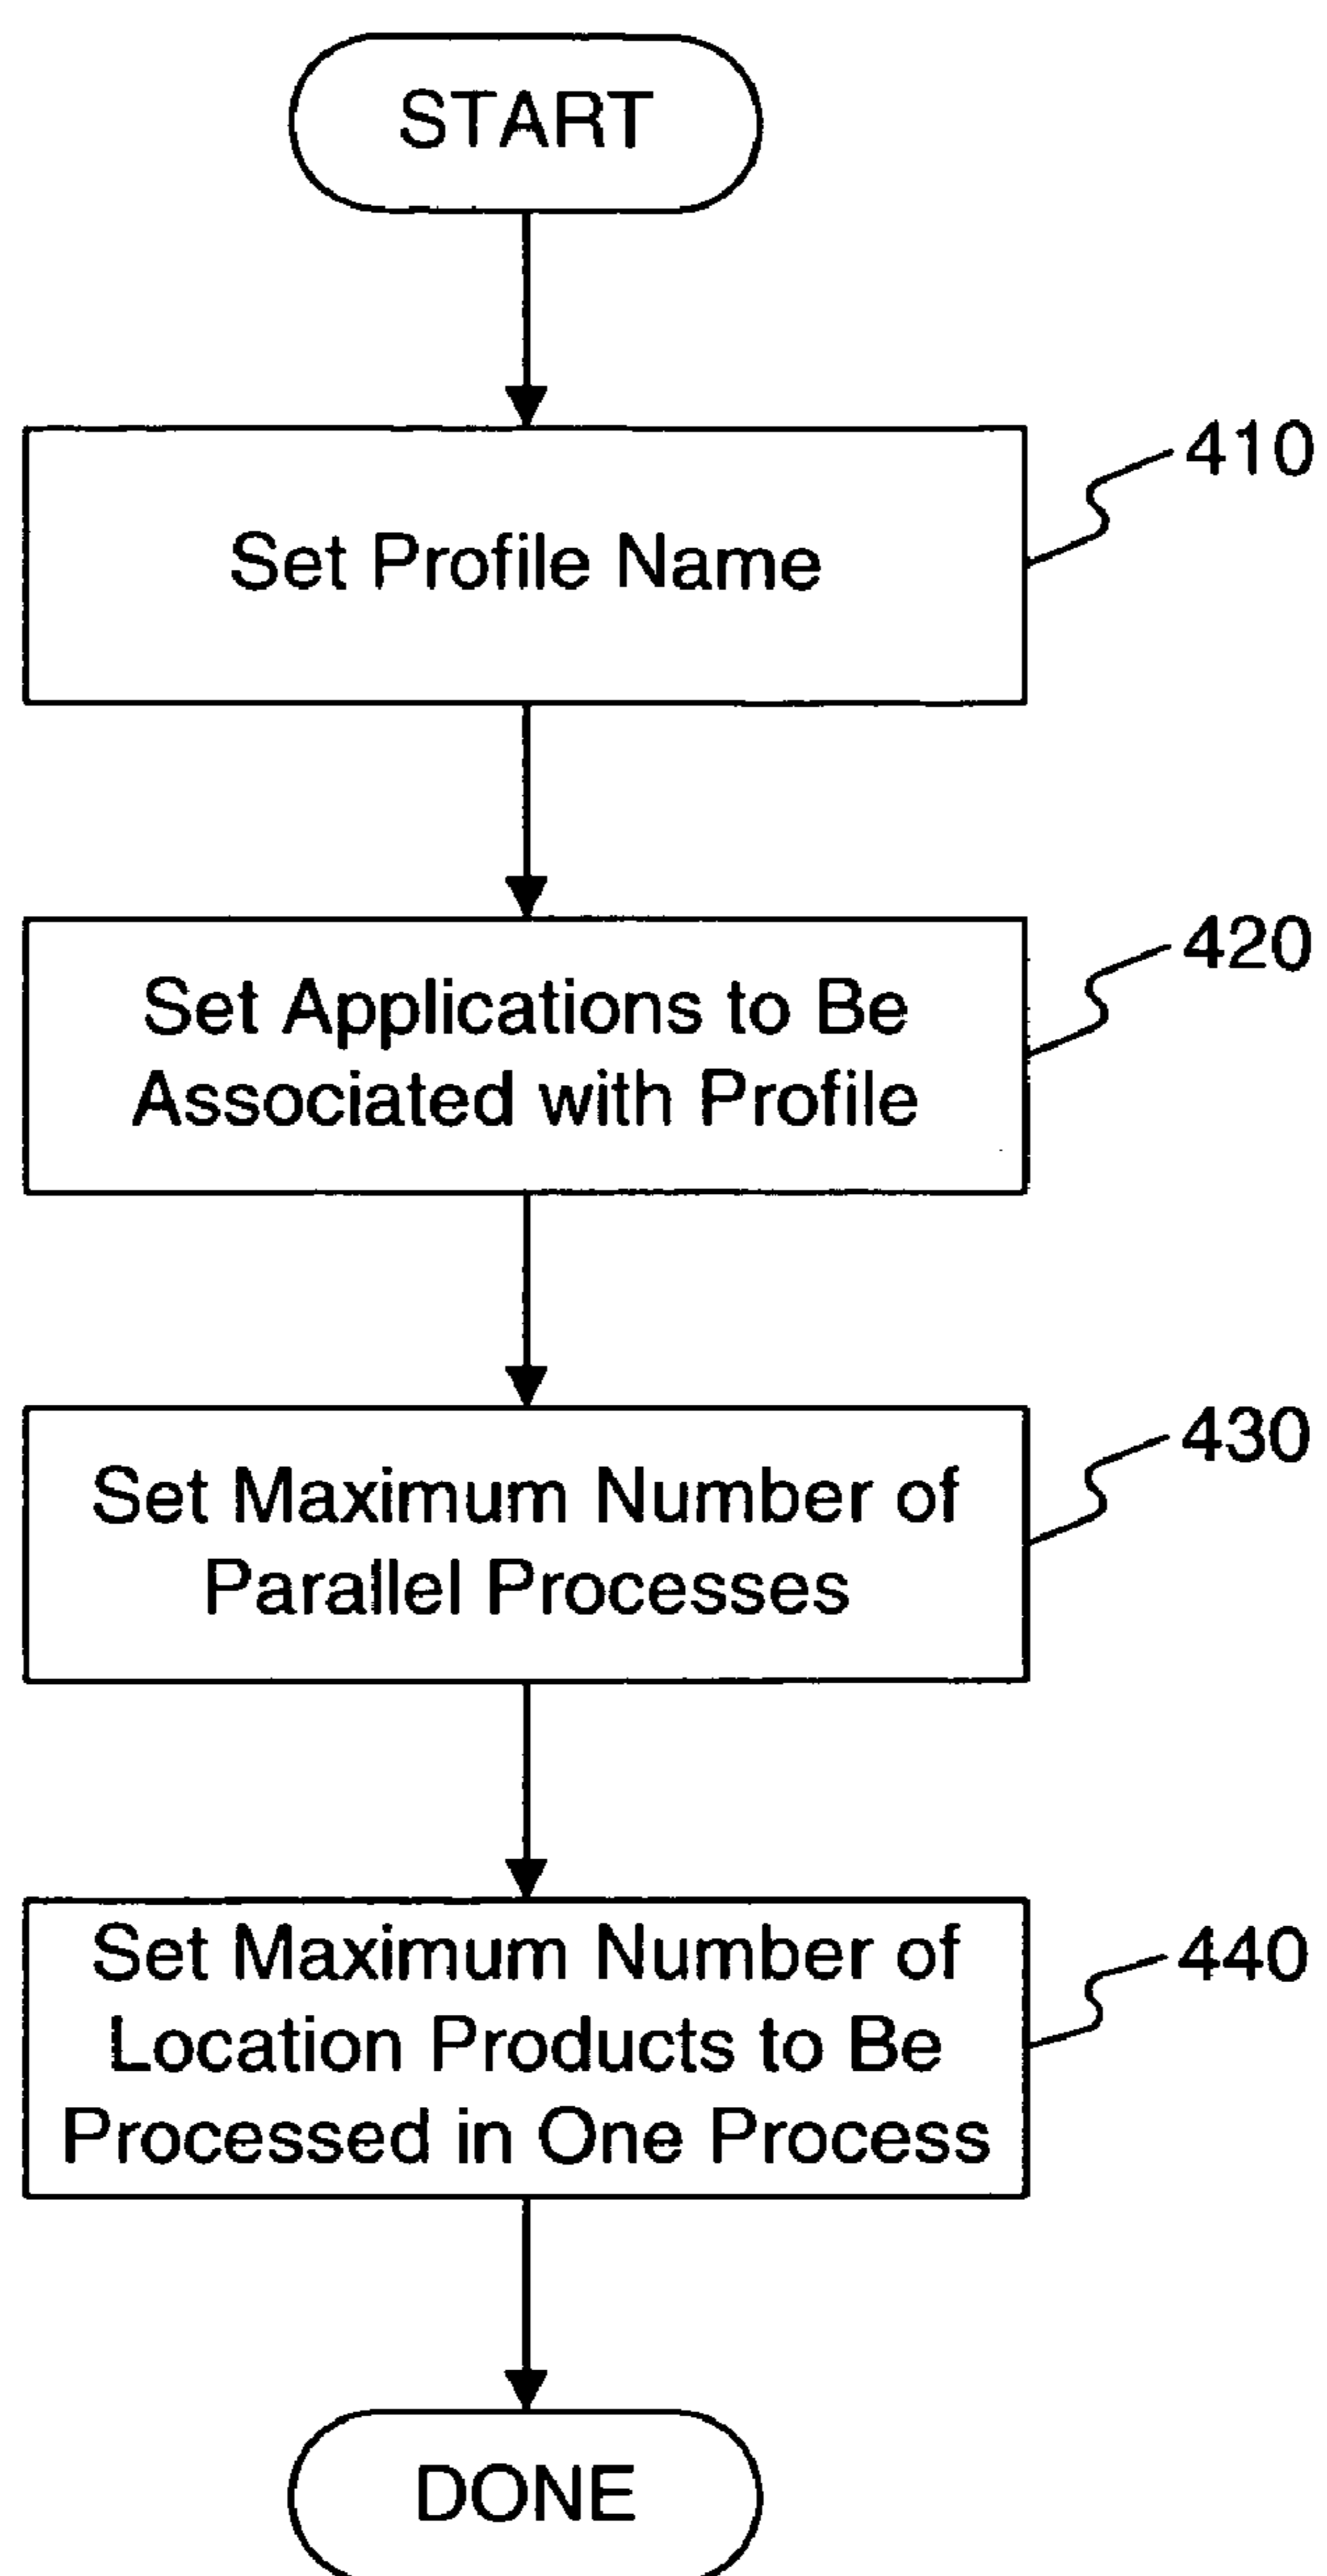 START
410
Set Profile Name
420
Set Applications to Be
Associated with Profile
430
Set Maximum Number of
Parallel Processes
440
Set Maximum Number of
Location Products to Be
Processed in One Process
DONE